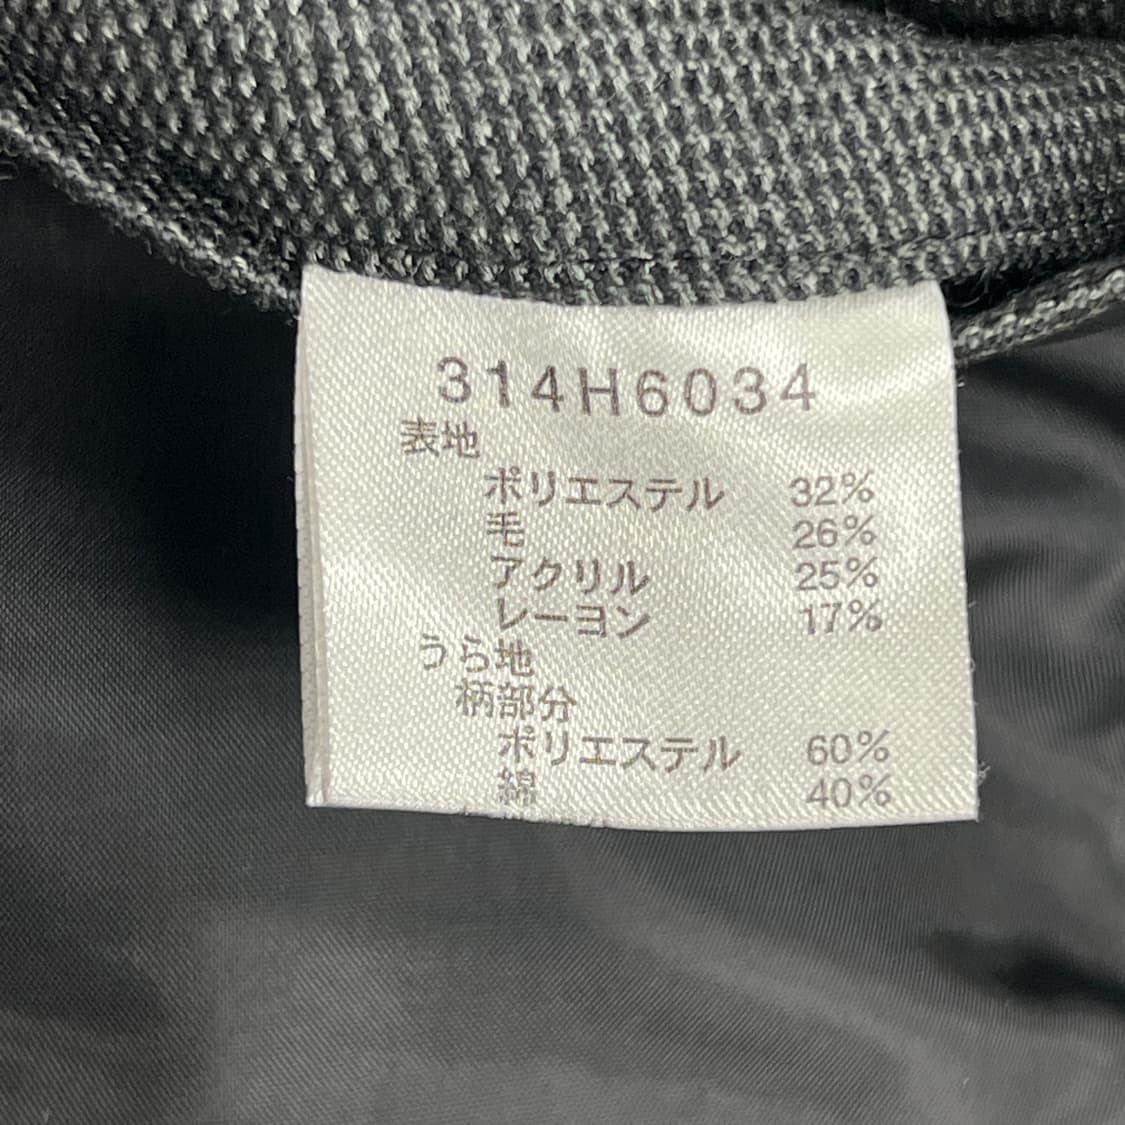 314H6034
表地
ポリエステル 32%
毛 26%
アクリル 25%
レーヨン 17%
うら地
柄部分
ポリエステル 60%
綿 40%